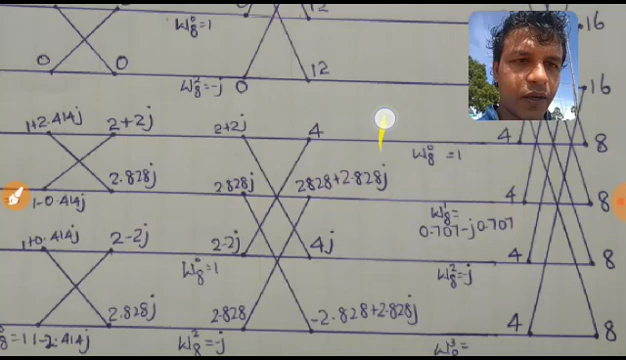 12
W₈⁰=1
16
0 0
12
W₈²=-j 0
16
1+2.414j 2+2j 2+2j 4 4 8
W₈⁰=1
1-0.414j 2.828j 2.828j 2828+2.828j 4 8
W₈¹=
0.707-j0.707
1+0.414j 2-2j 2-2j 4j 4 8
W₈⁰=1 W₈²=-j
2.828j 2.828 -2.828+2.828j 4 8
=1 1-2.414j W₈²=-j W₈³=